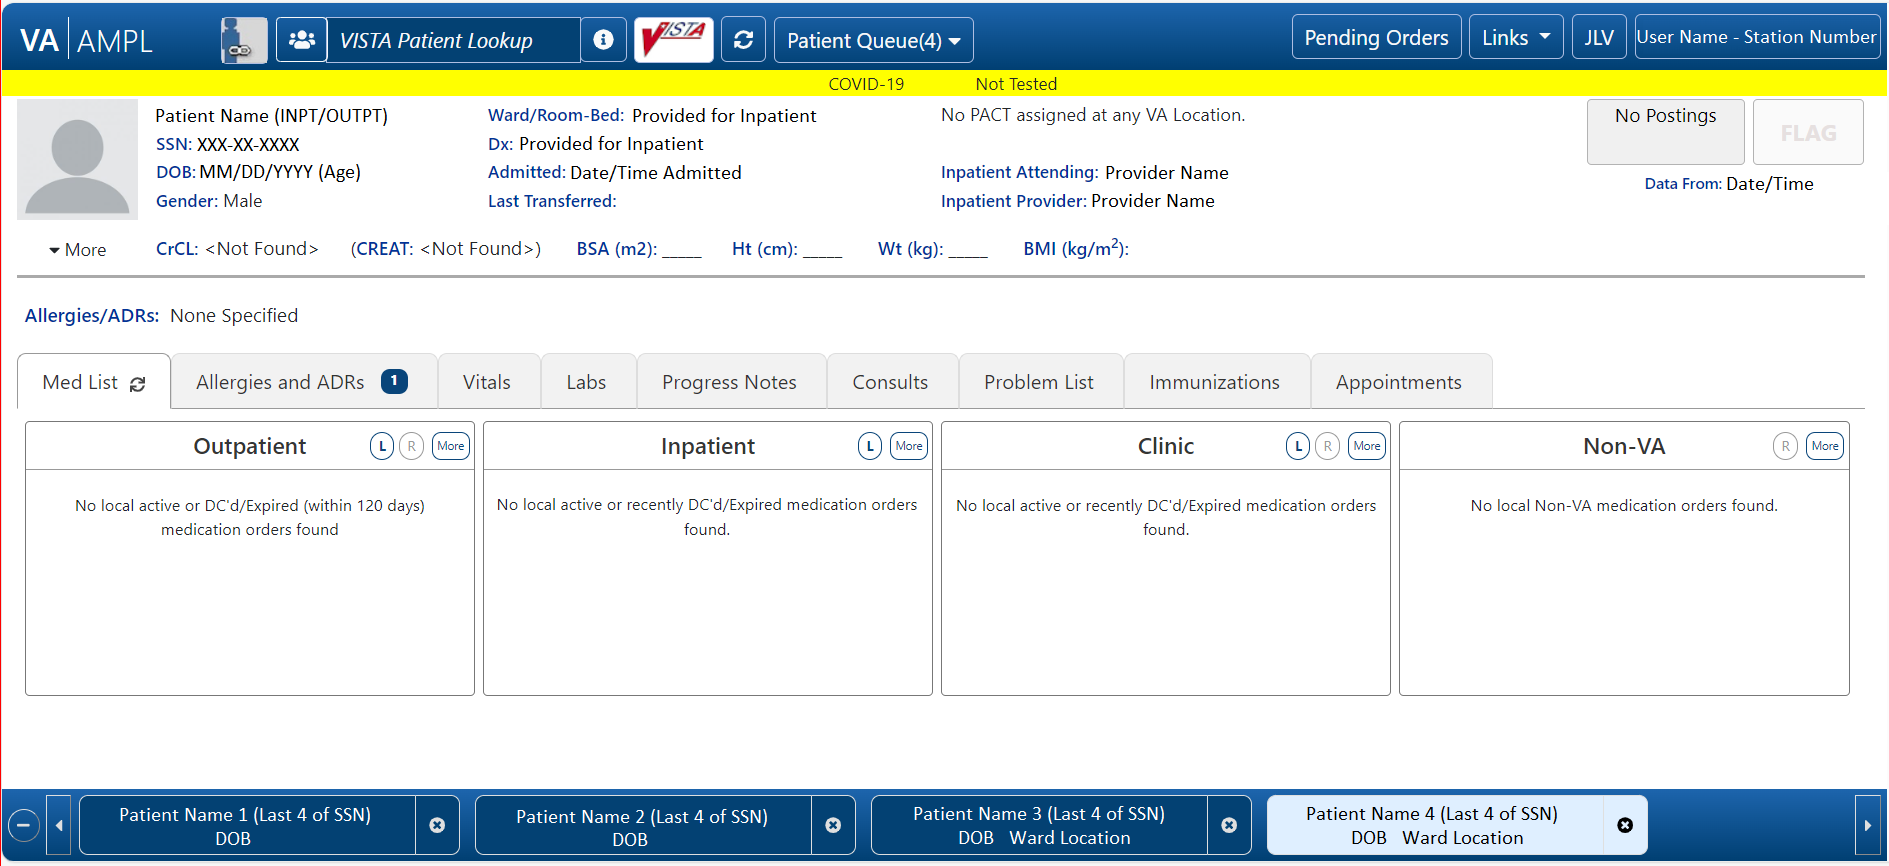 VA AMPL VISTA Patient Lookup VISTA Patient Queue(4) Pending Orders Links JLV User Name - Station Number
COVID-19 Not Tested
Patient Name (INPT/OUTPT) Ward/Room-Bed: Provided for Inpatient No PACT assigned at any VA Location. No Postings FLAG
SSN: XXX-XX-XXXX Dx: Provided for Inpatient
DOB: MM/DD/YYYY (Age) Admitted: Date/Time Admitted Inpatient Attending: Provider Name Data From: Date/Time
Gender: Male Last Transferred: Inpatient Provider: Provider Name
More CrCL: <Not Found> (CREAT: <Not Found>) BSA (m2): _____ Ht (cm): _____ Wt (kg): _____ BMI (kg/m²):
Allergies/ADRs: None Specified
Med List Allergies and ADRs 1 Vitals Labs Progress Notes Consults Problem List Immunizations Appointments
Outpatient L R More
No local active or DC'd/Expired (within 120 days)
medication orders found
Inpatient L More
No local active or recently DC'd/Expired medication orders
found.
Clinic L R More
No local active or recently DC'd/Expired medication orders
found.
Non-VA R More
No local Non-VA medication orders found.
Patient Name 1 (Last 4 of SSN)
DOB
Patient Name 2 (Last 4 of SSN)
DOB
Patient Name 3 (Last 4 of SSN)
DOB Ward Location
Patient Name 4 (Last 4 of SSN)
DOB Ward Location